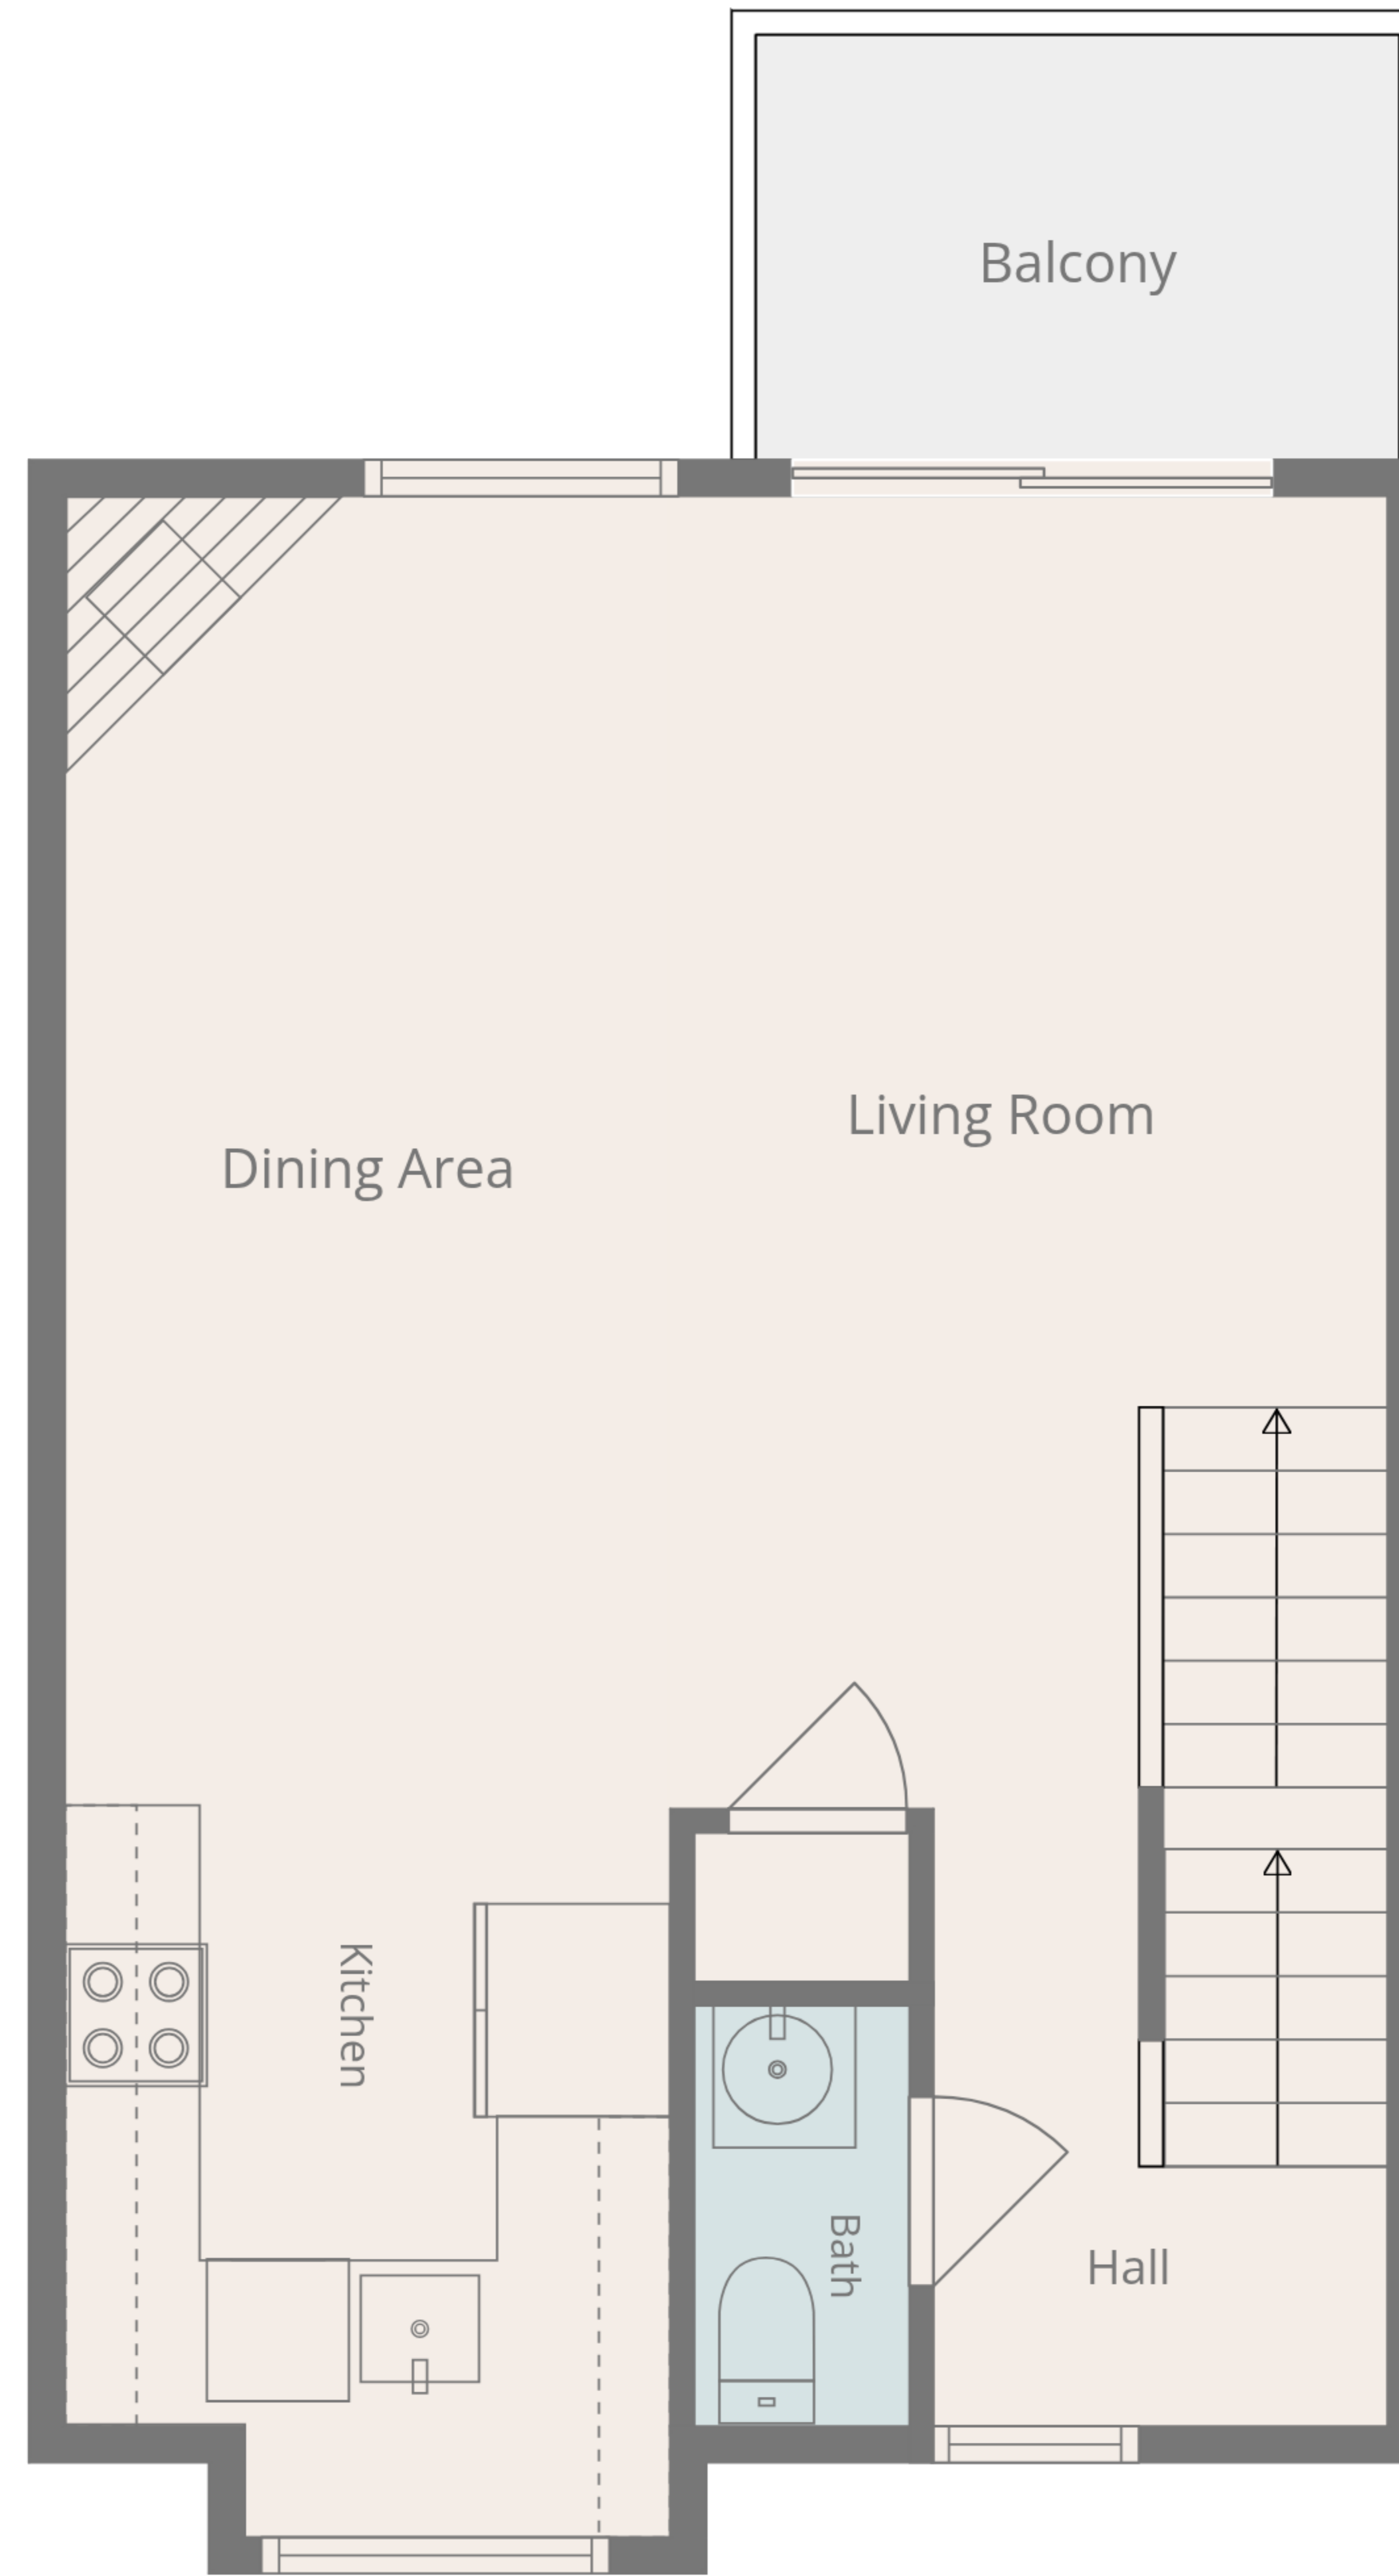 Balcony
Living Room
Dining Area
Kitchen
Bath
Hall